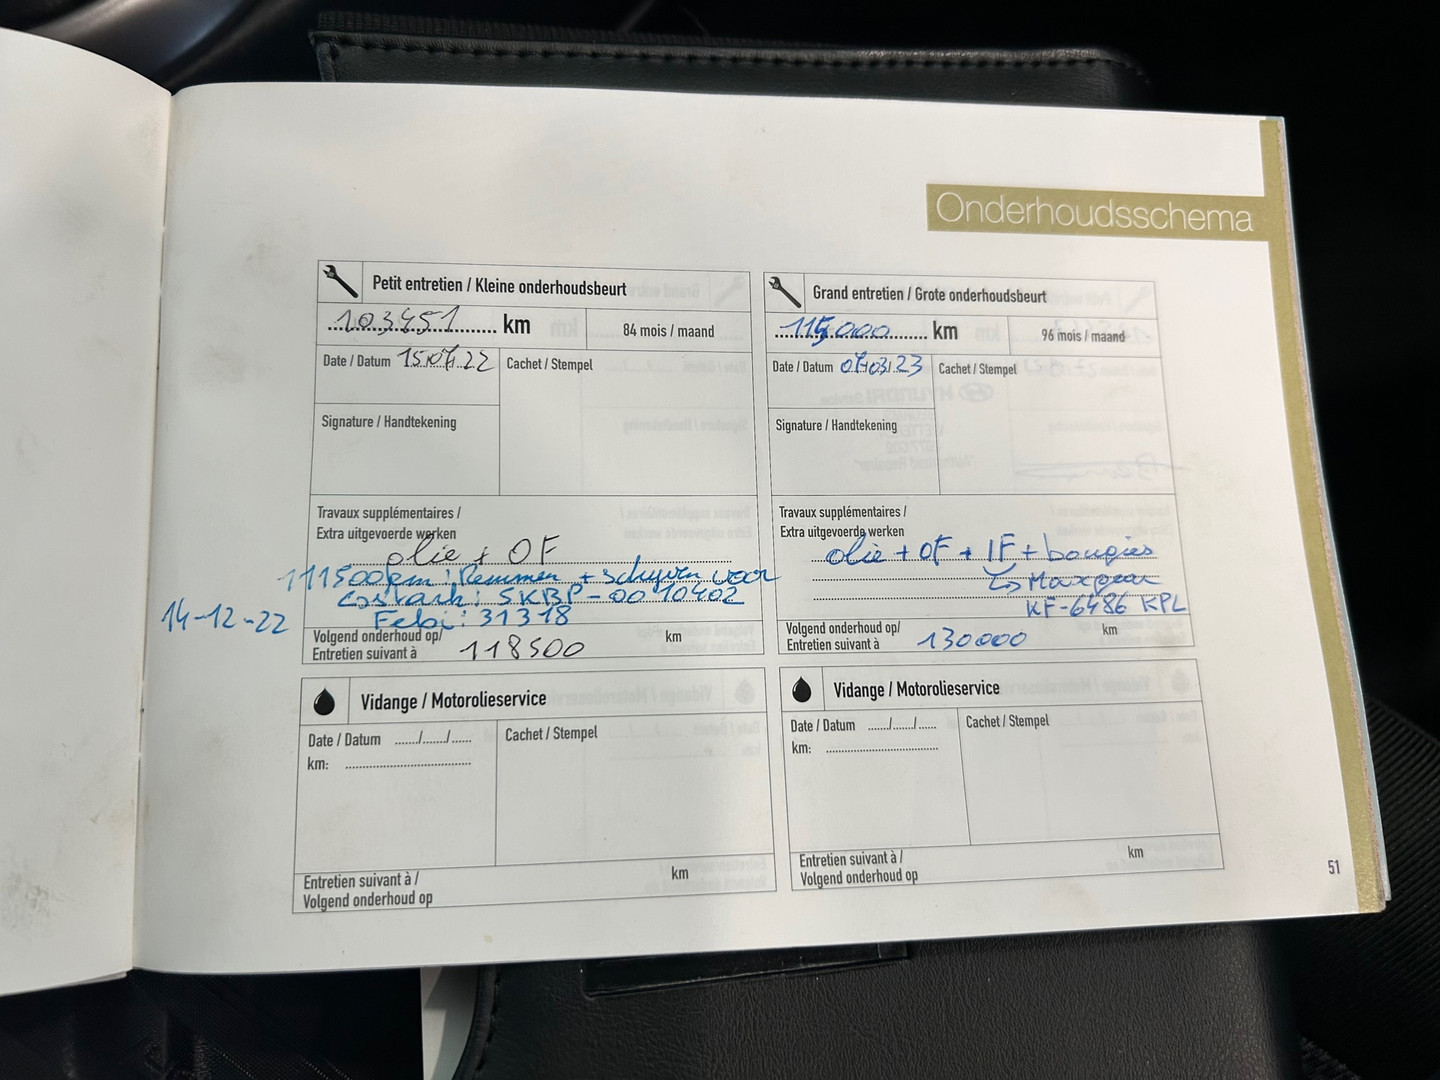 Onderhoudsschema
Petit entretien / Kleine onderhoudsbeurt
103451 km
84 mois / maand
Date / Datum 15.07.22
Cachet / Stempel
Signature / Handtekening
Travaux supplémentaires /
Extra uitgevoerde werken
olie + OF
111500km: Remmen + schijven voor
: SKBP-0010402
14-12-22
Febi: 31318
Volgend onderhoud op/
Entretien suivant à 118500 km
Grand entretien / Grote onderhoudsbeurt
115000 km
96 mois / maand
Date / Datum 07.03.23
Cachet / Stempel
Signature / Handtekening
Travaux supplémentaires /
Extra uitgevoerde werken
olie + OF + IF + bougies
↳ Maxgear
KF-6486 KPL
Volgend onderhoud op/
Entretien suivant à 130000 km
Vidange / Motorolieservice
Date / Datum ....../....../......
km: ........................................
Cachet / Stempel
Entretien suivant à /
Volgend onderhoud op
km
Vidange / Motorolieservice
Date / Datum ....../....../......
km: ....................................
Cachet / Stempel
Entretien suivant à /
Volgend onderhoud op
km
51